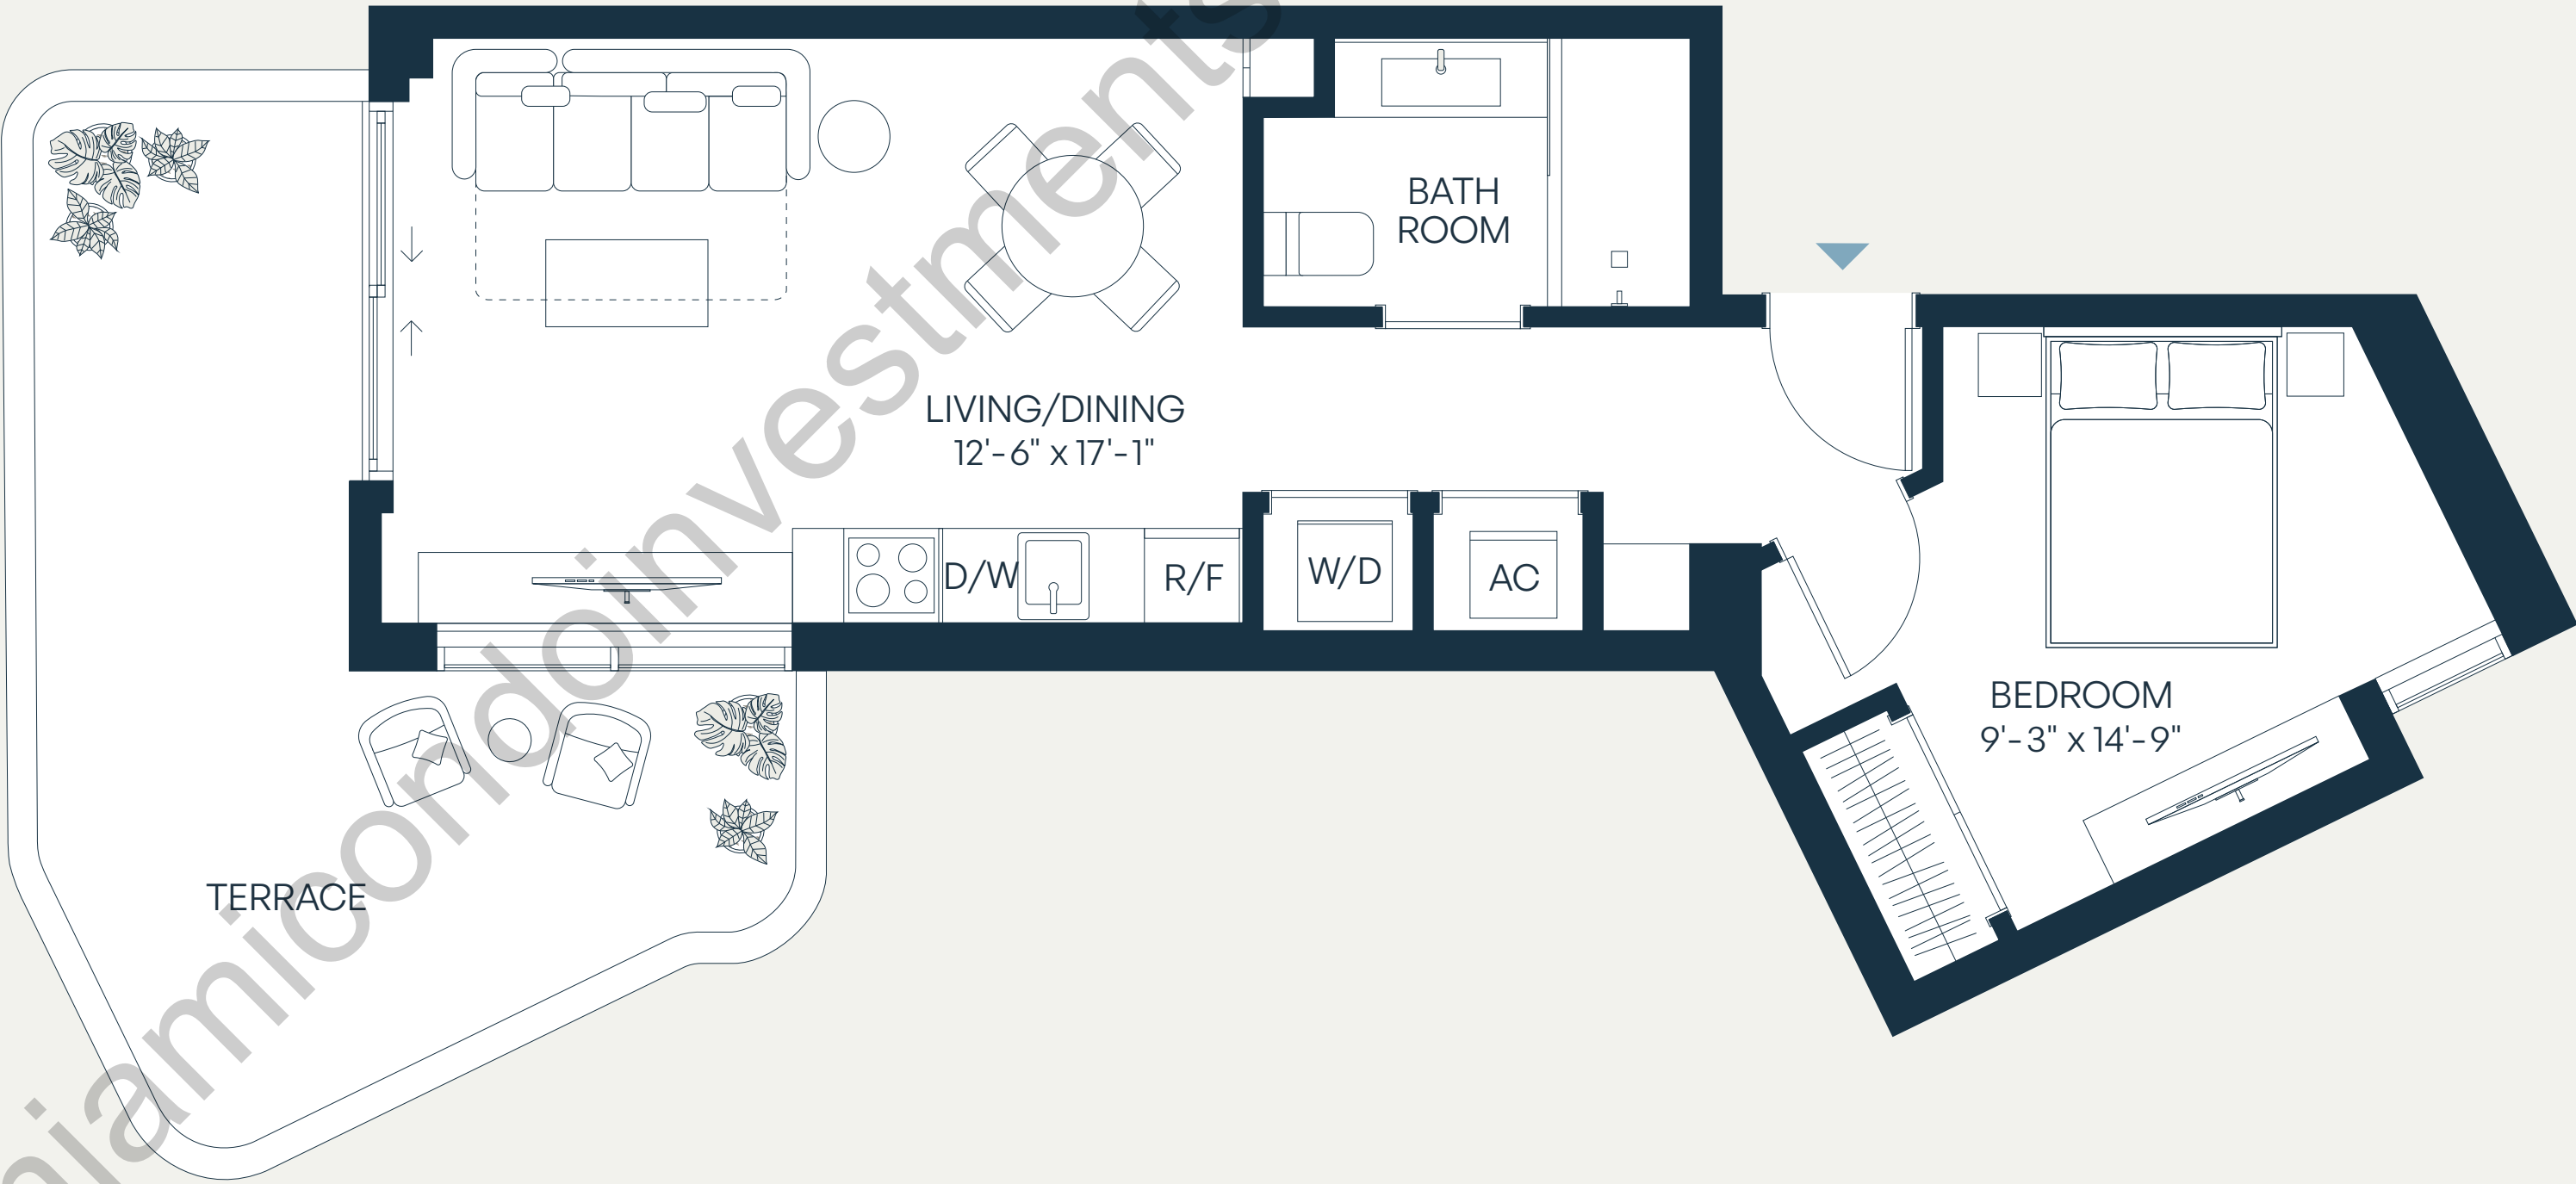 BATH
ROOM
LIVING/DINING
12'-6" x 17'-1"
D/W
R/F
W/D
AC
BEDROOM
9'-3" x 14'-9"
TERRACE
miamicondoinvestments